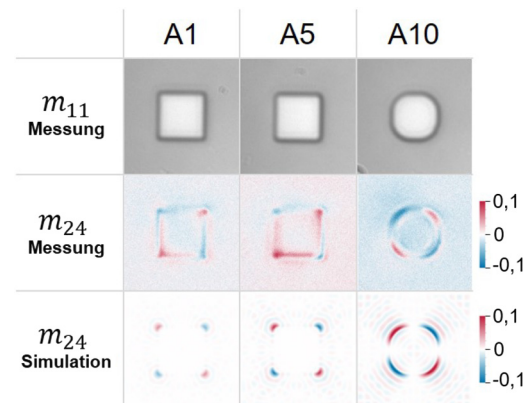 A1 A5 A10
m11
Messung
m24
Messung
0,1
0
-0,1
m24
Simulation
0,1
0
-0,1